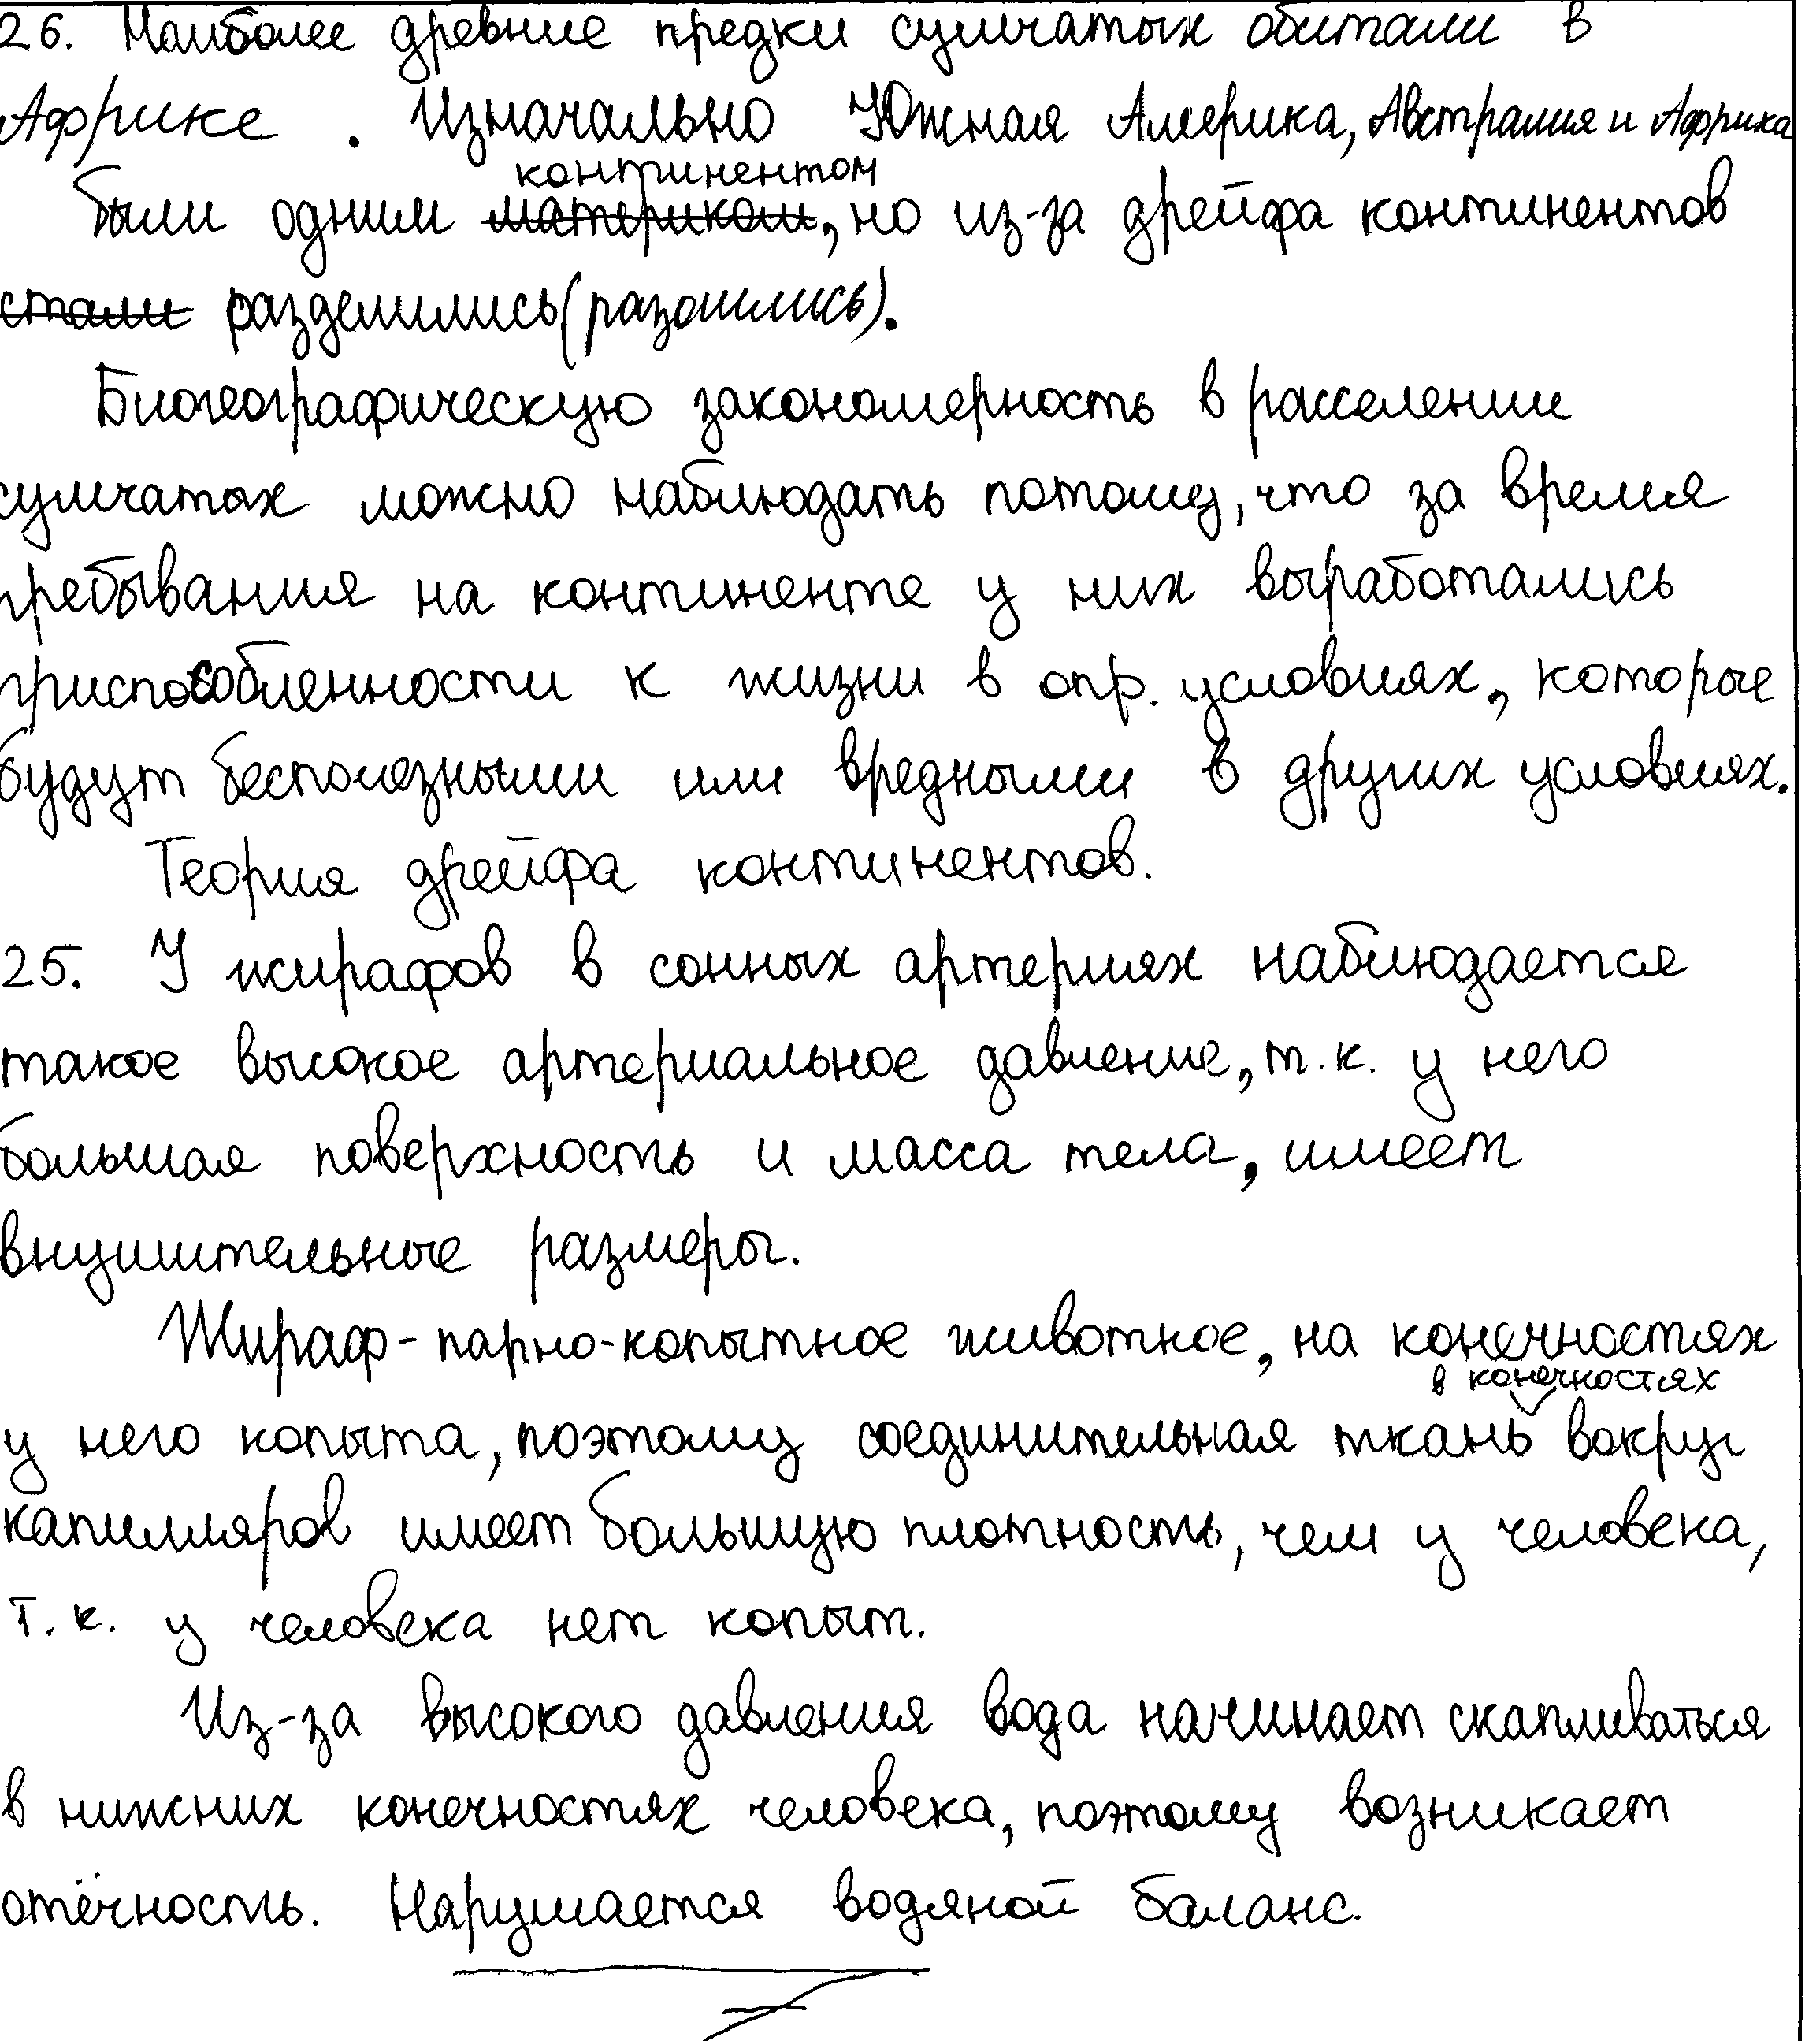 26. Наиболее древние предки сумчатых обитали в
Африке . Изначально Южная Америка, Австралия и Африка
континентом
были одним материком, но из-за дрейфа континентов
стали разделились (разошлись).
Биогеографическую закономерность в расселении
сумчатых можно наблюдать потому, что за время
пребывания на континенте у них выработались
приспособленности к жизни в опр. условиях, которые
будут бесполезными или вредными в других условиях.
Теория дрейфа континентов.
25. У жирафов в сонных артериях наблюдается
такое высокое артериальное давление, т.к. у него
большая поверхность и масса тела, имеет
внушительные размеры.
Жираф - парно-копытное животное, на конечностях
в конечностях
у него копыта, поэтому соединительная ткань вокруг
капилляров имеет большую плотность, чем у человека,
т.к. у человека нет копыт.
Из-за высокого давления вода начинает скапливаться
в нижних конечностях человека, поэтому возникает
отёчность. Нарушается водяной баланс.